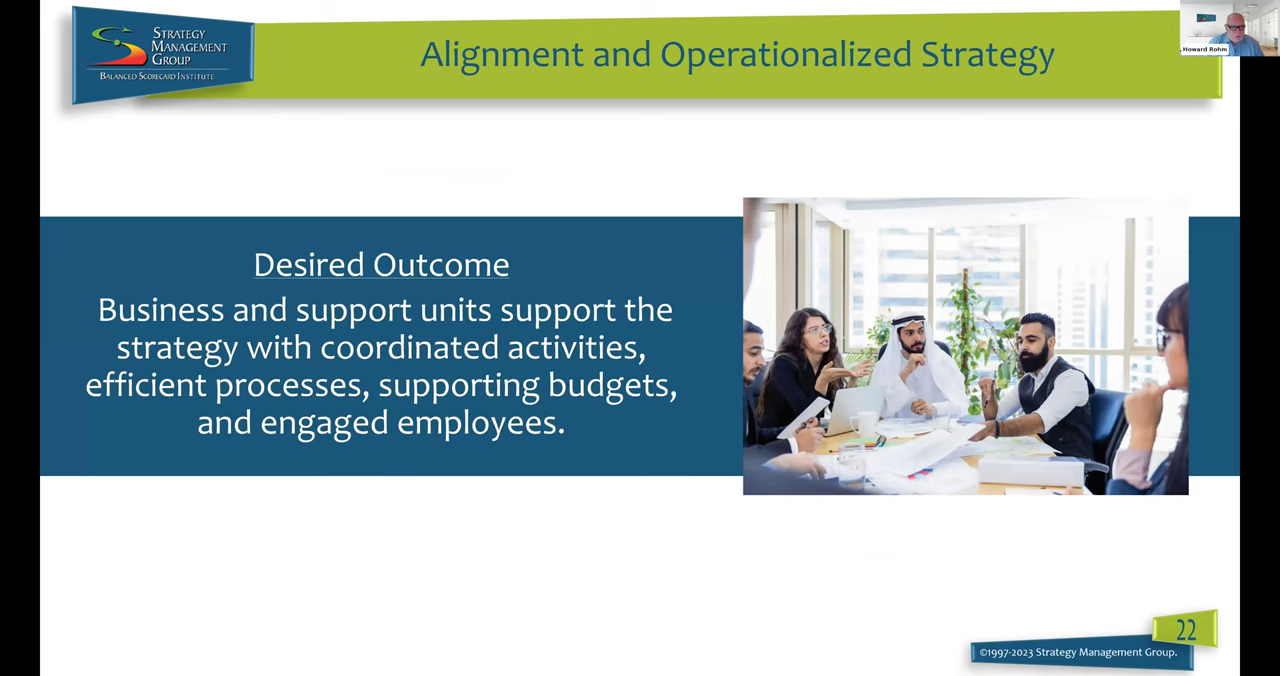 STRATEGY
MANAGEMENT
GROUP
BALANCED SCORECARD INSTITUTE
Alignment and Operationalized Strategy
Howard Rohm
Desired Outcome
Business and support units support the
strategy with coordinated activities,
efficient processes, supporting budgets,
and engaged employees.
22
©1997-2023 Strategy Management Group.